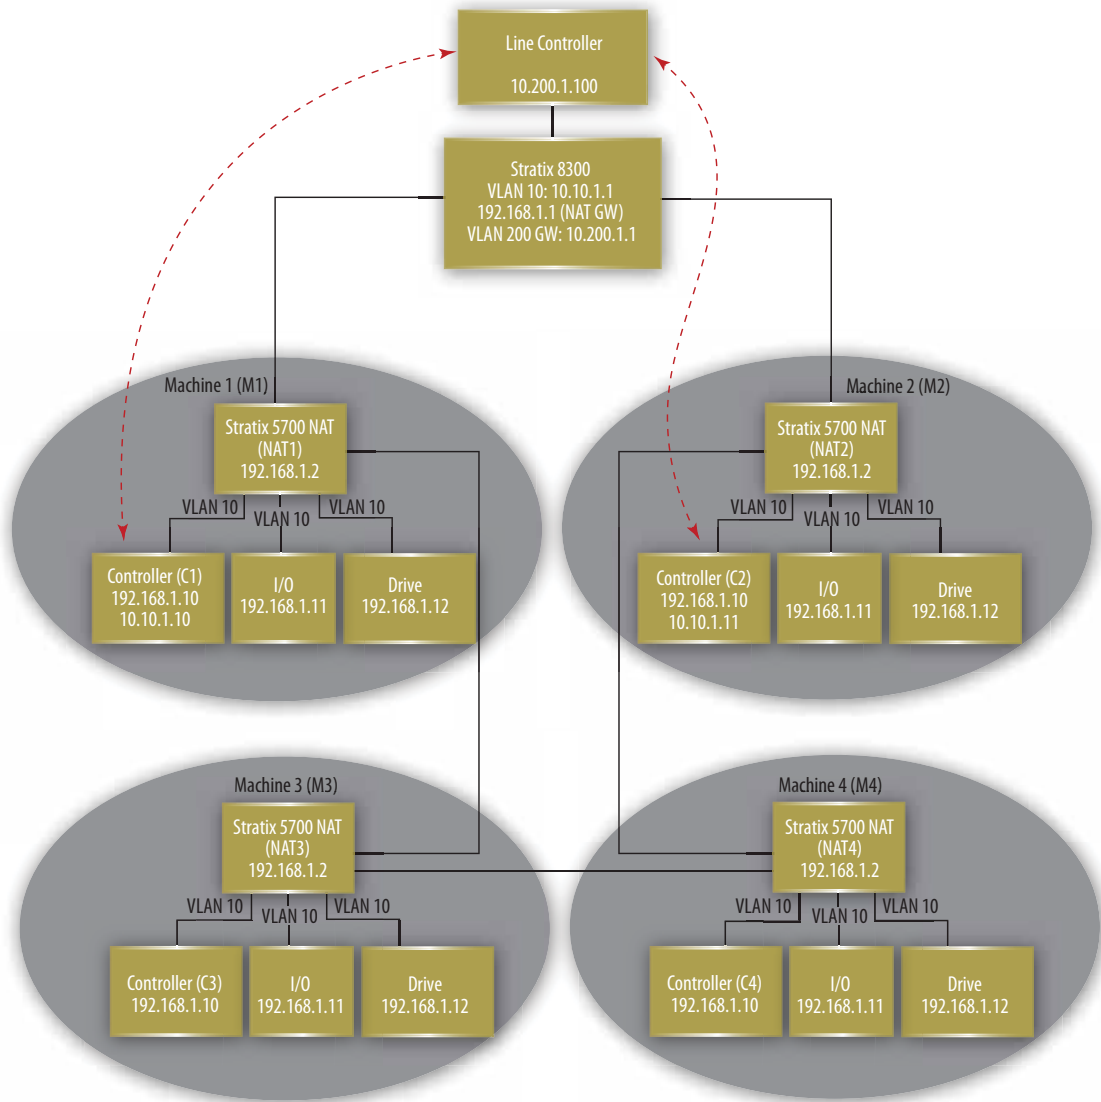 Line Controller
10.200.1.100
Stratix 8300
VLAN 10: 10.10.1.1
192.168.1.1 (NAT GW)
VLAN 200 GW: 10.200.1.1
Machine 1 (M1)
Stratix 5700 NAT
(NAT1)
192.168.1.2
VLAN 10
VLAN 10
VLAN 10
Controller (C1)
192.168.1.10
10.10.1.10
I/O
192.168.1.11
Drive
192.168.1.12
Machine 2 (M2)
Stratix 5700 NAT
(NAT2)
192.168.1.2
VLAN 10
VLAN 10
VLAN 10
Controller (C2)
192.168.1.10
10.10.1.11
I/O
192.168.1.11
Drive
192.168.1.12
Machine 3 (M3)
Stratix 5700 NAT
(NAT3)
192.168.1.2
VLAN 10
VLAN 10
VLAN 10
Controller (C3)
192.168.1.10
I/O
192.168.1.11
Drive
192.168.1.12
Machine 4 (M4)
Stratix 5700 NAT
(NAT4)
192.168.1.2
VLAN 10
VLAN 10
VLAN 10
Controller (C4)
192.168.1.10
I/O
192.168.1.11
Drive
192.168.1.12